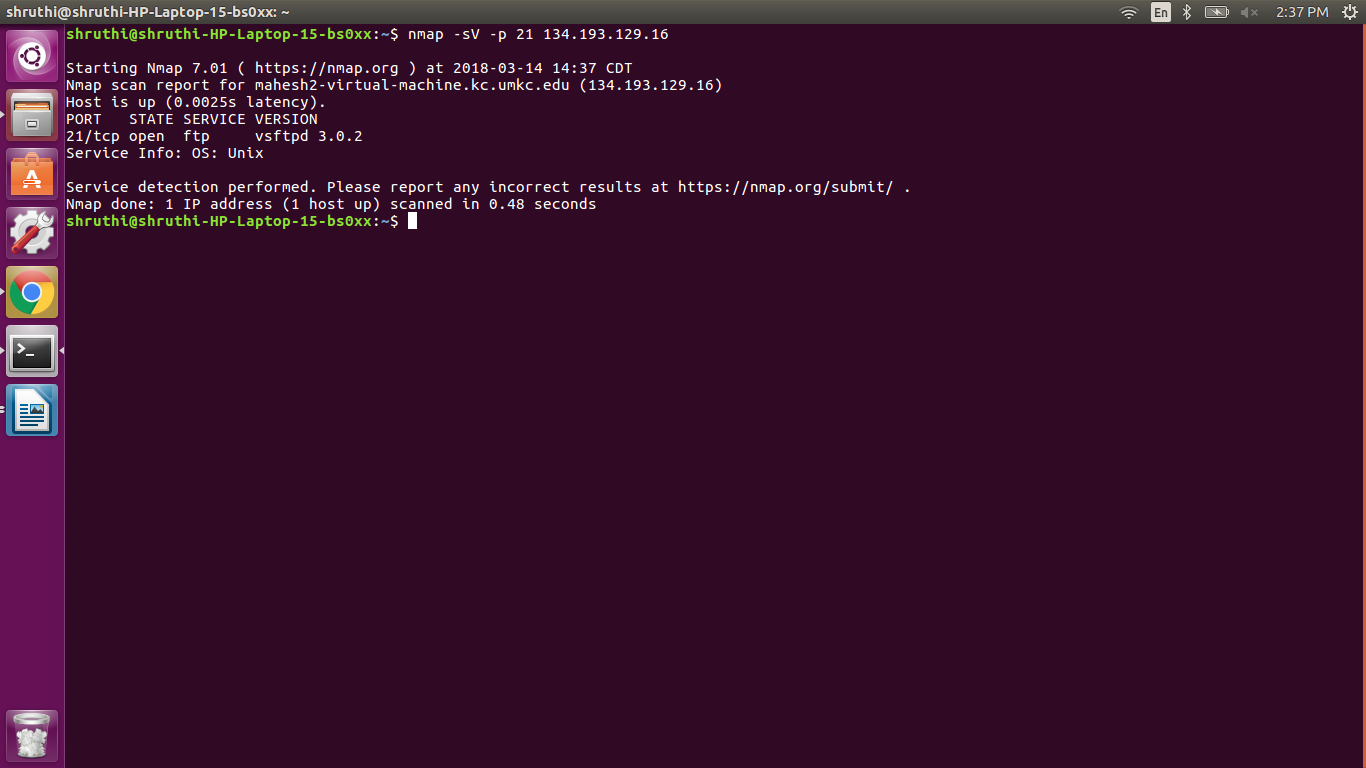 shruthi@shruthi-HP-Laptop-15-bs0xx: ~
En
2:37 PM
shruthi@shruthi-HP-Laptop-15-bs0xx:~$ nmap -sV -p 21 134.193.129.16
Starting Nmap 7.01 ( https://nmap.org ) at 2018-03-14 14:37 CDT
Nmap scan report for mahesh2-virtual-machine.kc.umkc.edu (134.193.129.16)
Host is up (0.0025s latency).
PORT   STATE SERVICE VERSION
21/tcp open  ftp     vsftpd 3.0.2
Service Info: OS: Unix
Service detection performed. Please report any incorrect results at https://nmap.org/submit/ .
Nmap done: 1 IP address (1 host up) scanned in 0.48 seconds
shruthi@shruthi-HP-Laptop-15-bs0xx:~$